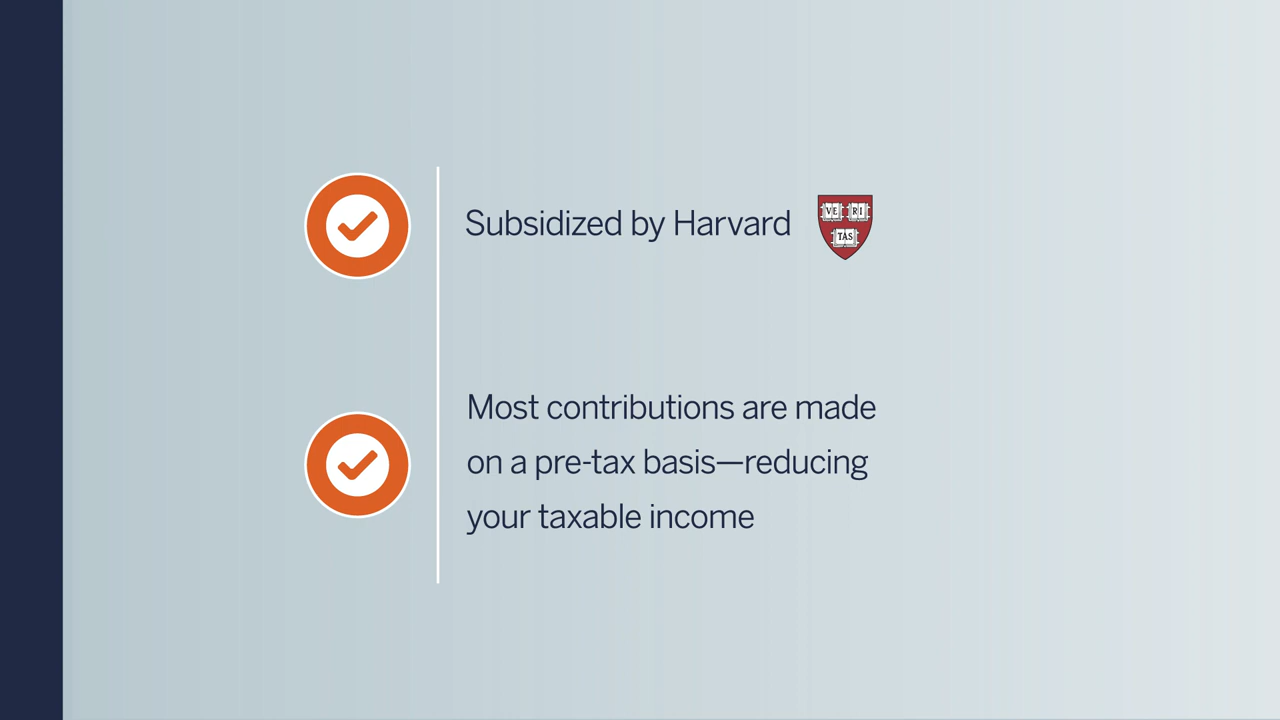 Subsidized by Harvard
VE RI
TAS
Most contributions are made
on a pre-tax basis—reducing
your taxable income